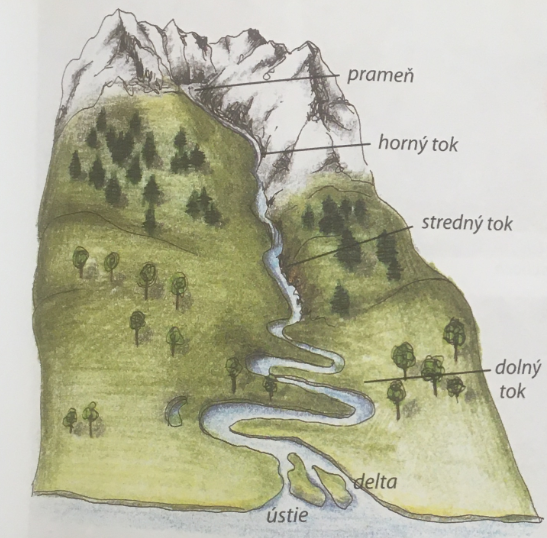 prameň
horný tok
stredný tok
dolný
tok
delta
ústie